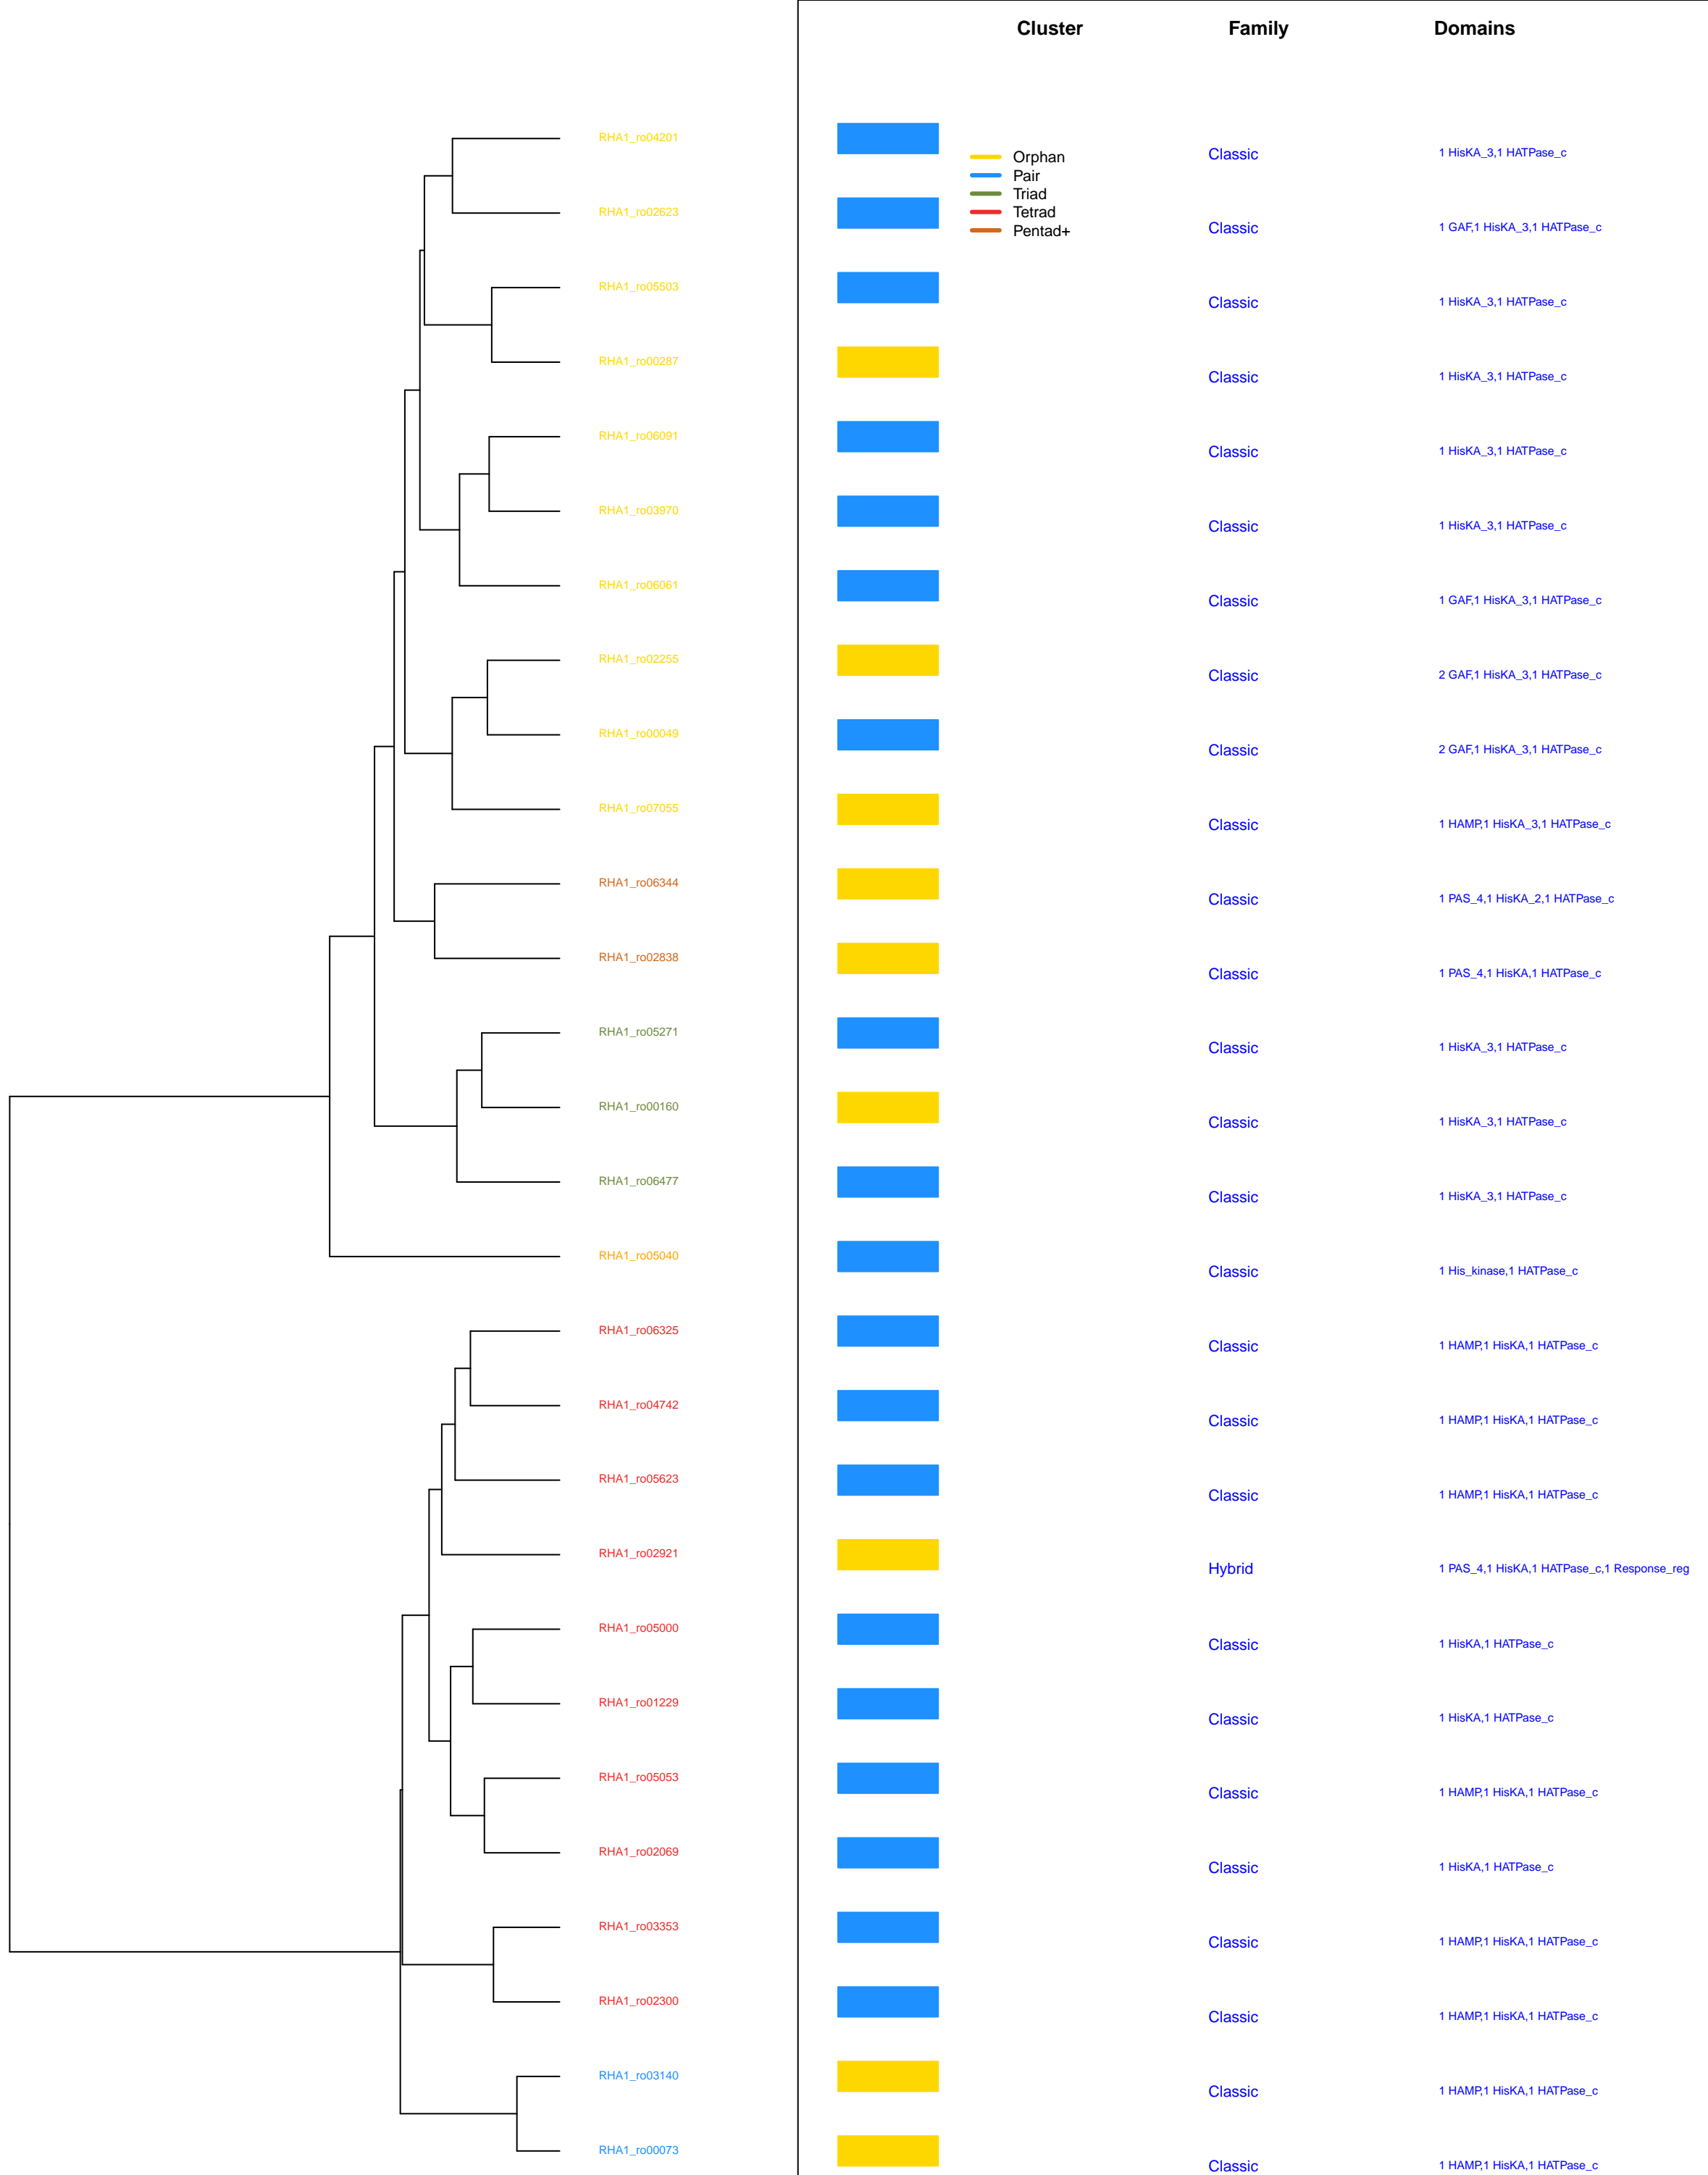 Cluster Family Domains
RHA1_ro04201 Classic 1 HisKA_3,1 HATPase_c
Orphan
Pair
Triad
Tetrad
Pentad+
RHA1_ro02623 Classic 1 GAF,1 HisKA_3,1 HATPase_c
RHA1_ro05503 Classic 1 HisKA_3,1 HATPase_c
RHA1_ro00287 Classic 1 HisKA_3,1 HATPase_c
RHA1_ro06091 Classic 1 HisKA_3,1 HATPase_c
RHA1_ro03970 Classic 1 HisKA_3,1 HATPase_c
RHA1_ro06061 Classic 1 GAF,1 HisKA_3,1 HATPase_c
RHA1_ro02255 Classic 2 GAF,1 HisKA_3,1 HATPase_c
RHA1_ro00049 Classic 2 GAF,1 HisKA_3,1 HATPase_c
RHA1_ro07055 Classic 1 HAMP,1 HisKA_3,1 HATPase_c
RHA1_ro06344 Classic 1 PAS_4,1 HisKA_2,1 HATPase_c
RHA1_ro02838 Classic 1 PAS_4,1 HisKA,1 HATPase_c
RHA1_ro05271 Classic 1 HisKA_3,1 HATPase_c
RHA1_ro00160 Classic 1 HisKA_3,1 HATPase_c
RHA1_ro06477 Classic 1 HisKA_3,1 HATPase_c
RHA1_ro05040 Classic 1 His_kinase,1 HATPase_c
RHA1_ro06325 Classic 1 HAMP,1 HisKA,1 HATPase_c
RHA1_ro04742 Classic 1 HAMP,1 HisKA,1 HATPase_c
RHA1_ro05623 Classic 1 HAMP,1 HisKA,1 HATPase_c
RHA1_ro02921 Hybrid 1 PAS_4,1 HisKA,1 HATPase_c,1 Response_reg
RHA1_ro05000 Classic 1 HisKA,1 HATPase_c
RHA1_ro01229 Classic 1 HisKA,1 HATPase_c
RHA1_ro05053 Classic 1 HAMP,1 HisKA,1 HATPase_c
RHA1_ro02069 Classic 1 HisKA,1 HATPase_c
RHA1_ro03353 Classic 1 HAMP,1 HisKA,1 HATPase_c
RHA1_ro02300 Classic 1 HAMP,1 HisKA,1 HATPase_c
RHA1_ro03140 Classic 1 HAMP,1 HisKA,1 HATPase_c
RHA1_ro00073 Classic 1 HAMP,1 HisKA,1 HATPase_c